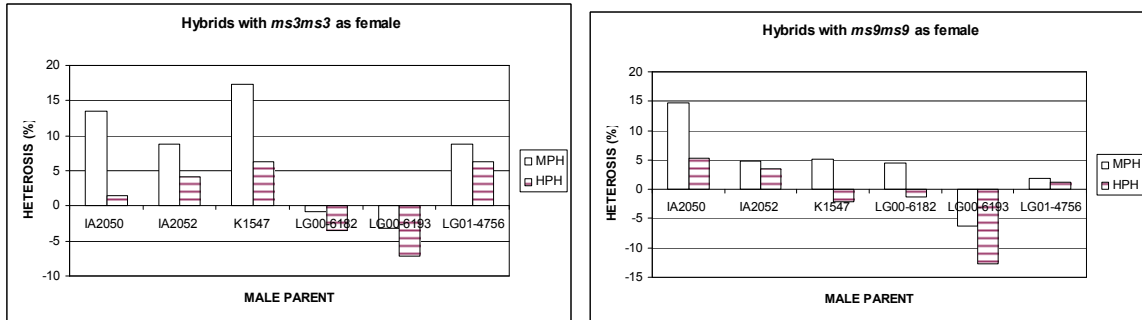 Hybrids with ms3ms3 as female
20
15
10
5
0
-5
-10
HETEROSIS (%)
IA2050 IA2052 K1547 LG00-6182 LG00-6193 LG01-4756
MALE PARENT
MPH
HPH
Hybrids with ms9ms9 as female
20
15
10
5
0
-5
-10
-15
HETEROSIS (%)
IA2050 IA2052 K1547 LG00-6182 LG00-6193 LG01-4756
MALE PARENT
MPH
HPH